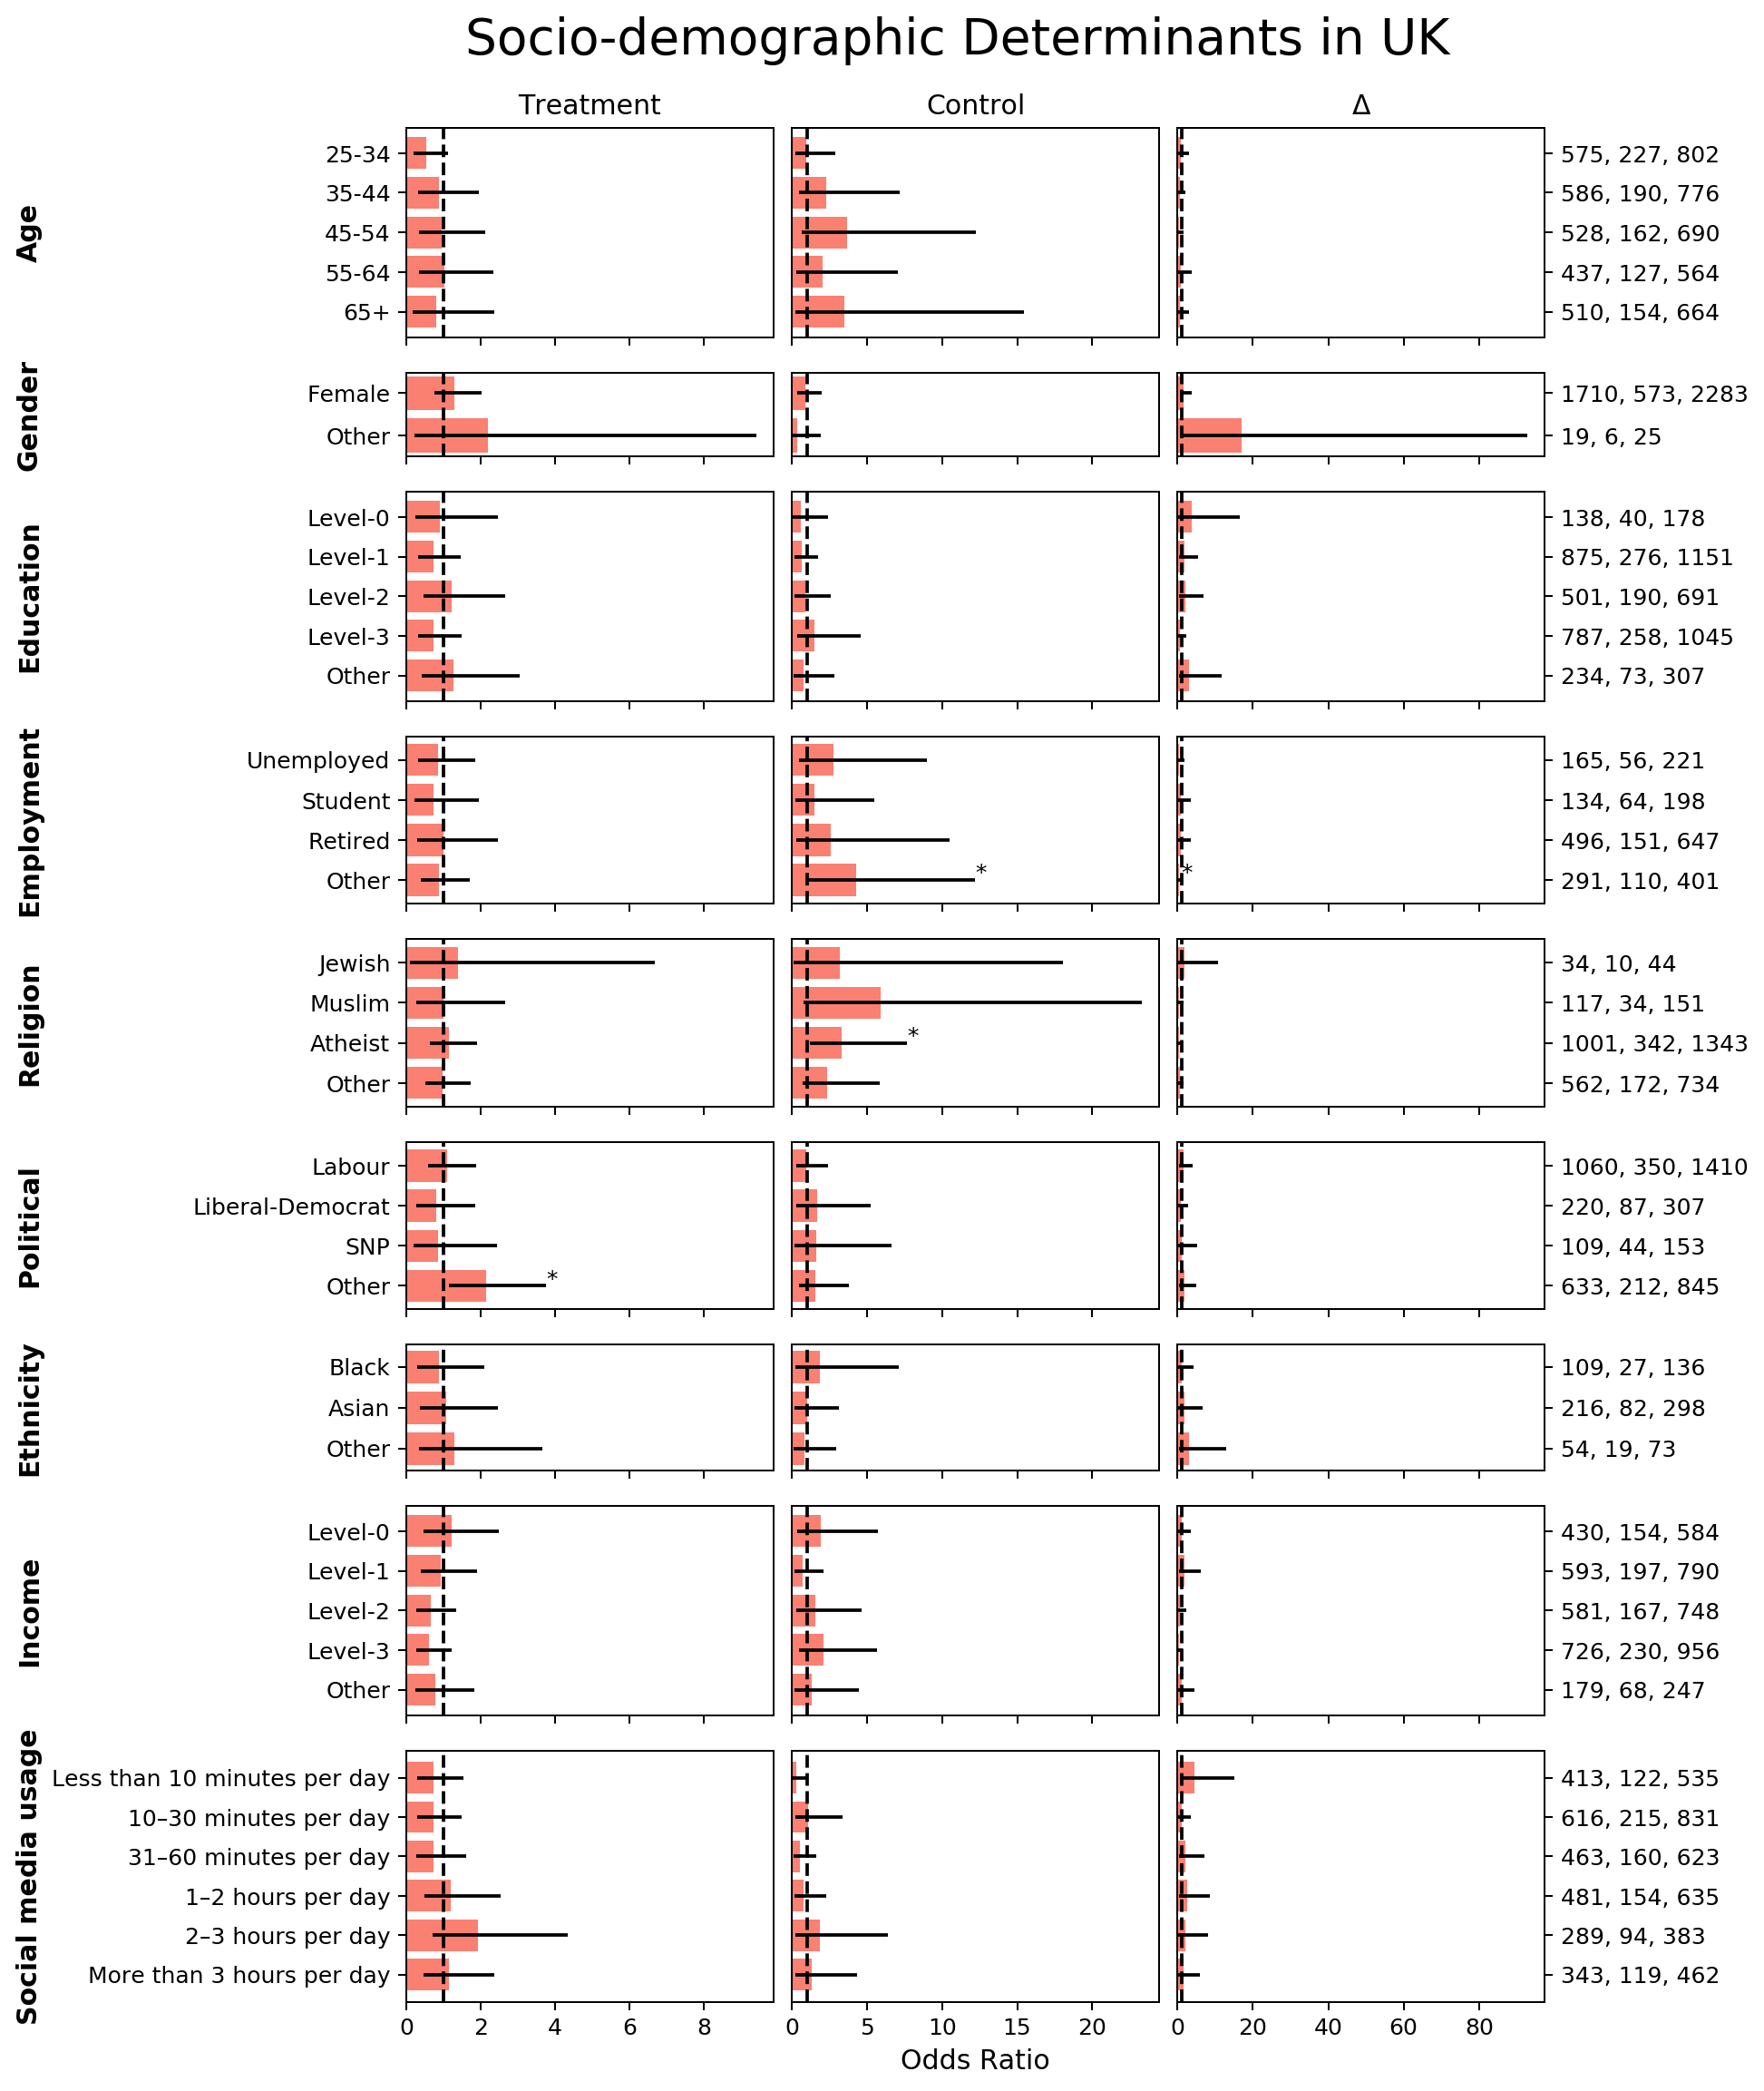 Socio-demographic Determinants in UK
Treatment Control Δ
Age
25-34 575, 227, 802
35-44 586, 190, 776
45-54 528, 162, 690
55-64 437, 127, 564
65+ 510, 154, 664
Gender
Female 1710, 573, 2283
Other 19, 6, 25
Education
Level-0 138, 40, 178
Level-1 875, 276, 1151
Level-2 501, 190, 691
Level-3 787, 258, 1045
Other 234, 73, 307
Employment
Unemployed 165, 56, 221
Student 134, 64, 198
Retired 496, 151, 647
Other * * 291, 110, 401
Religion
Jewish 34, 10, 44
Muslim 117, 34, 151
Atheist * 1001, 342, 1343
Other 562, 172, 734
Political
Labour 1060, 350, 1410
Liberal-Democrat 220, 87, 307
SNP 109, 44, 153
Other * 633, 212, 845
Ethnicity
Black 109, 27, 136
Asian 216, 82, 298
Other 54, 19, 73
Income
Level-0 430, 154, 584
Level-1 593, 197, 790
Level-2 581, 167, 748
Level-3 726, 230, 956
Other 179, 68, 247
Social media usage
Less than 10 minutes per day 413, 122, 535
10–30 minutes per day 616, 215, 831
31–60 minutes per day 463, 160, 623
1–2 hours per day 481, 154, 635
2–3 hours per day 289, 94, 383
More than 3 hours per day 343, 119, 462
0 2 4 6 8 0 5 10 15 20 0 20 40 60 80
Odds Ratio